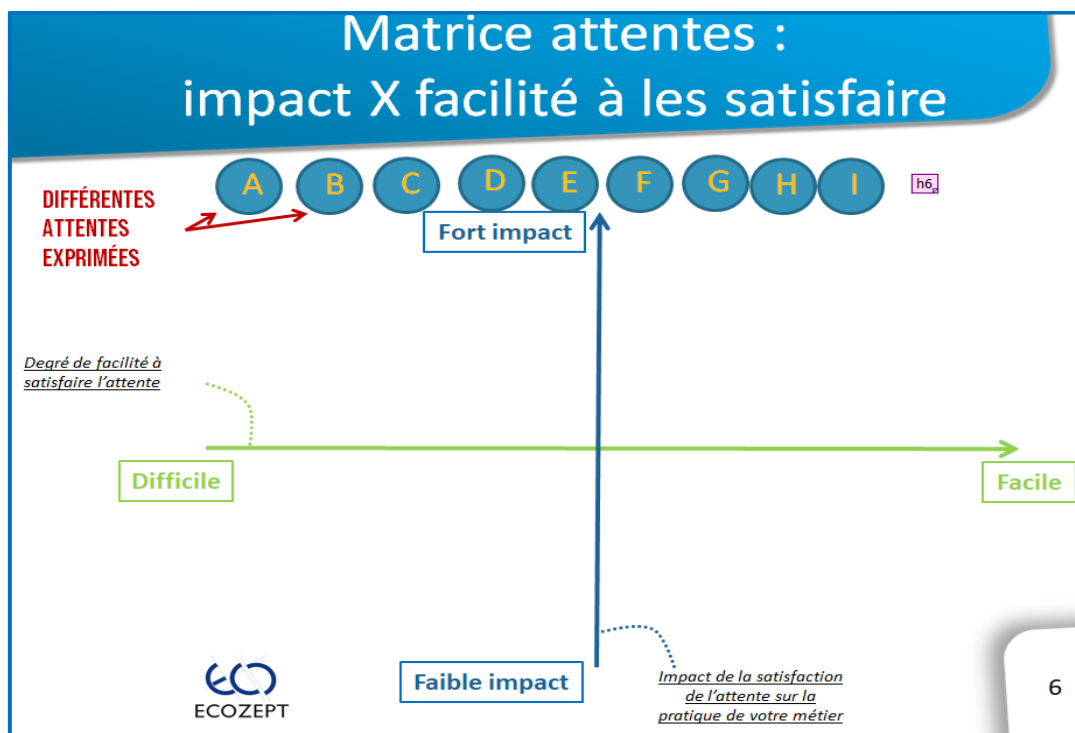 Matrice attentes :
impact X facilité à les satisfaire
A B C D E F G H I
h6
DIFFÉRENTES
ATTENTES
EXPRIMÉES
Fort impact
Degré de facilité à
satisfaire l'attente
Difficile
Facile
Faible impact
Impact de la satisfaction
de l'attente sur la
pratique de votre métier
ECOZEPT
6